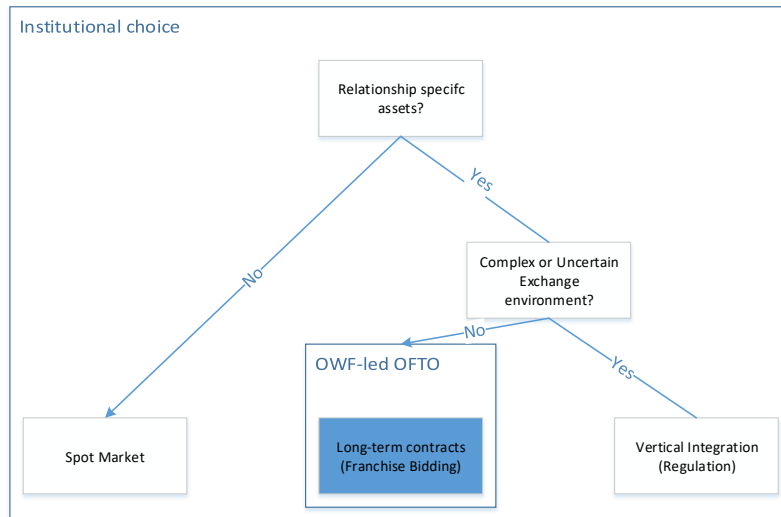 Institutional choice
Relationship specifc
assets?
Yes
No
Complex or Uncertain
Exchange
environment?
No
Yes
OWF-led OFTO
Spot Market
Long-term contracts
(Franchise Bidding)
Vertical Integration
(Regulation)